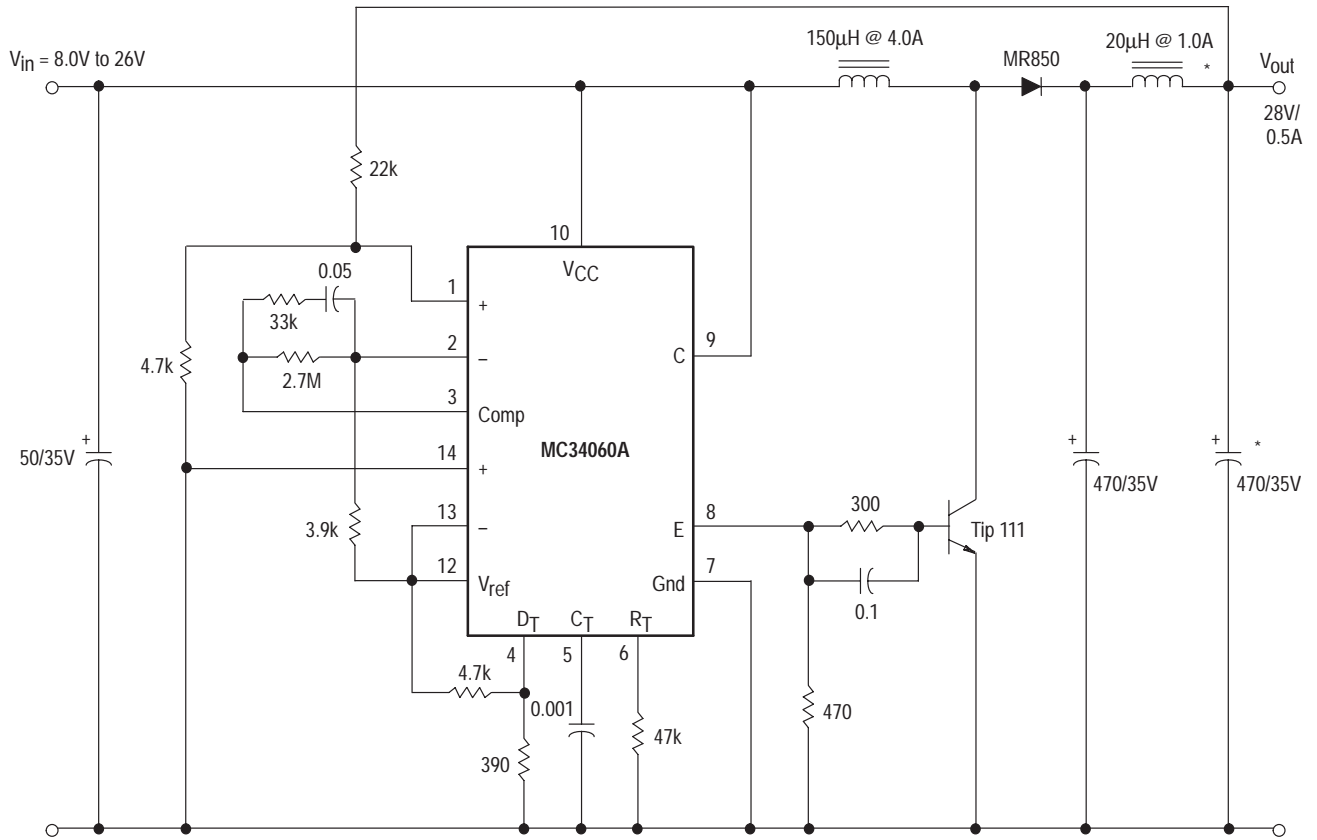 150μH @ 4.0A
20μH @ 1.0A
*
Vin = 8.0V to 26V
MR850
Vout
28V/
0.5A
22k
10
VCC
0.05
1
+
33k
2
–
9
C
4.7k
2.7M
3
Comp
14
+
MC34060A
+
50/35V
+
470/35V
+
*
470/35V
3.9k
13
–
8
E
300
Tip 111
12
Vref
7
Gnd
0.1
DT
CT
RT
4
5
6
4.7k
0.001
470
390
47k